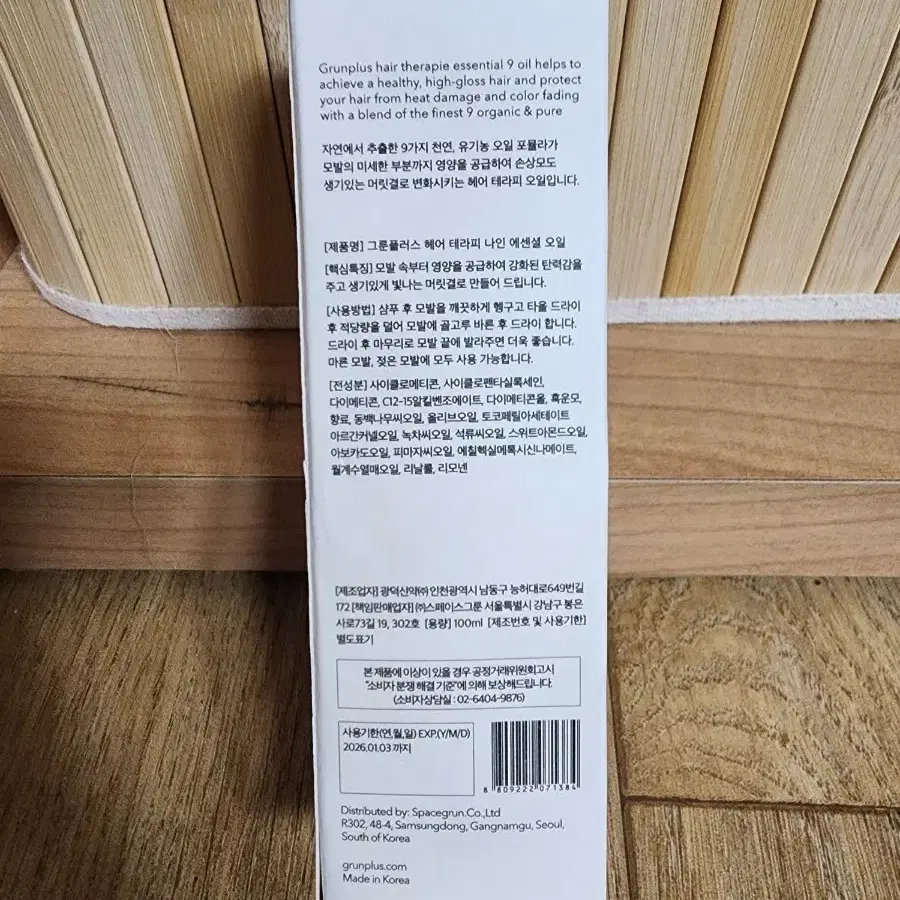 Grunplus hair therapie essential 9 oil helps to
achieve a healthy, high-gloss hair and protect
your hair from heat damage and color fading
with a blend of the finest 9 organic & pure
자연에서 추출한 9가지 천연, 유기농 오일 포뮬라가
모발의 미세한 부분까지 영양을 공급하여 손상모도
생기있는 머릿결로 변화시키는 헤어 테라피 오일입니다.
[제품명] 그룬플러스 헤어 테라피 나인 에센셜 오일
[핵심특징] 모발 속부터 영양을 공급하여 강화된 탄력감을
주고 생기있게 빛나는 머릿결로 만들어 드립니다.
[사용방법] 샴푸 후 모발을 깨끗하게 헹구고 타올 드라이
후 적당량을 덜어 모발에 골고루 바른 후 드라이 합니다.
드라이 후 마무리로 모발 끝에 발라주면 더욱 좋습니다.
마른 모발, 젖은 모발에 모두 사용 가능합니다.
[전성분] 사이클로메티콘, 사이클로펜타실록세인,
다이메티콘, C12-15알킬벤조에이트, 다이메티콘올, 흑운모,
향료, 동백나무씨오일, 올리브오일, 토코페릴아세테이트
아르간커넬오일, 녹차씨오일, 석류씨오일, 스위트아몬드오일,
아보카도오일, 피마자씨오일, 에칠헥실메톡시신나메이트,
월계수열매오일, 리날룰, 리모넨
[제조업자] 광덕신약㈜ 인천광역시 남동구 능허대로649번길
172 [책임판매업자] ㈜스페이스그룬 서울특별시 강남구 봉은
사로73길 19, 302호 [용량] 100ml [제조번호 및 사용기한]
별도표기
본 제품에 이상이 있을 경우 공정거래위원회고시
"소비자 분쟁 해결 기준"에 의해 보상해드립니다.
(소비자상담실 : 02-6404-9876)
사용기한(연,월,일) EXP.(Y/M/D)
2026.01.03 까지
8 809222 071384
Distributed by: Spacegrun.Co.,Ltd
R302, 48-4, Samsungdong, Gangnamgu, Seoul,
South of Korea
grunplus.com
Made in Korea